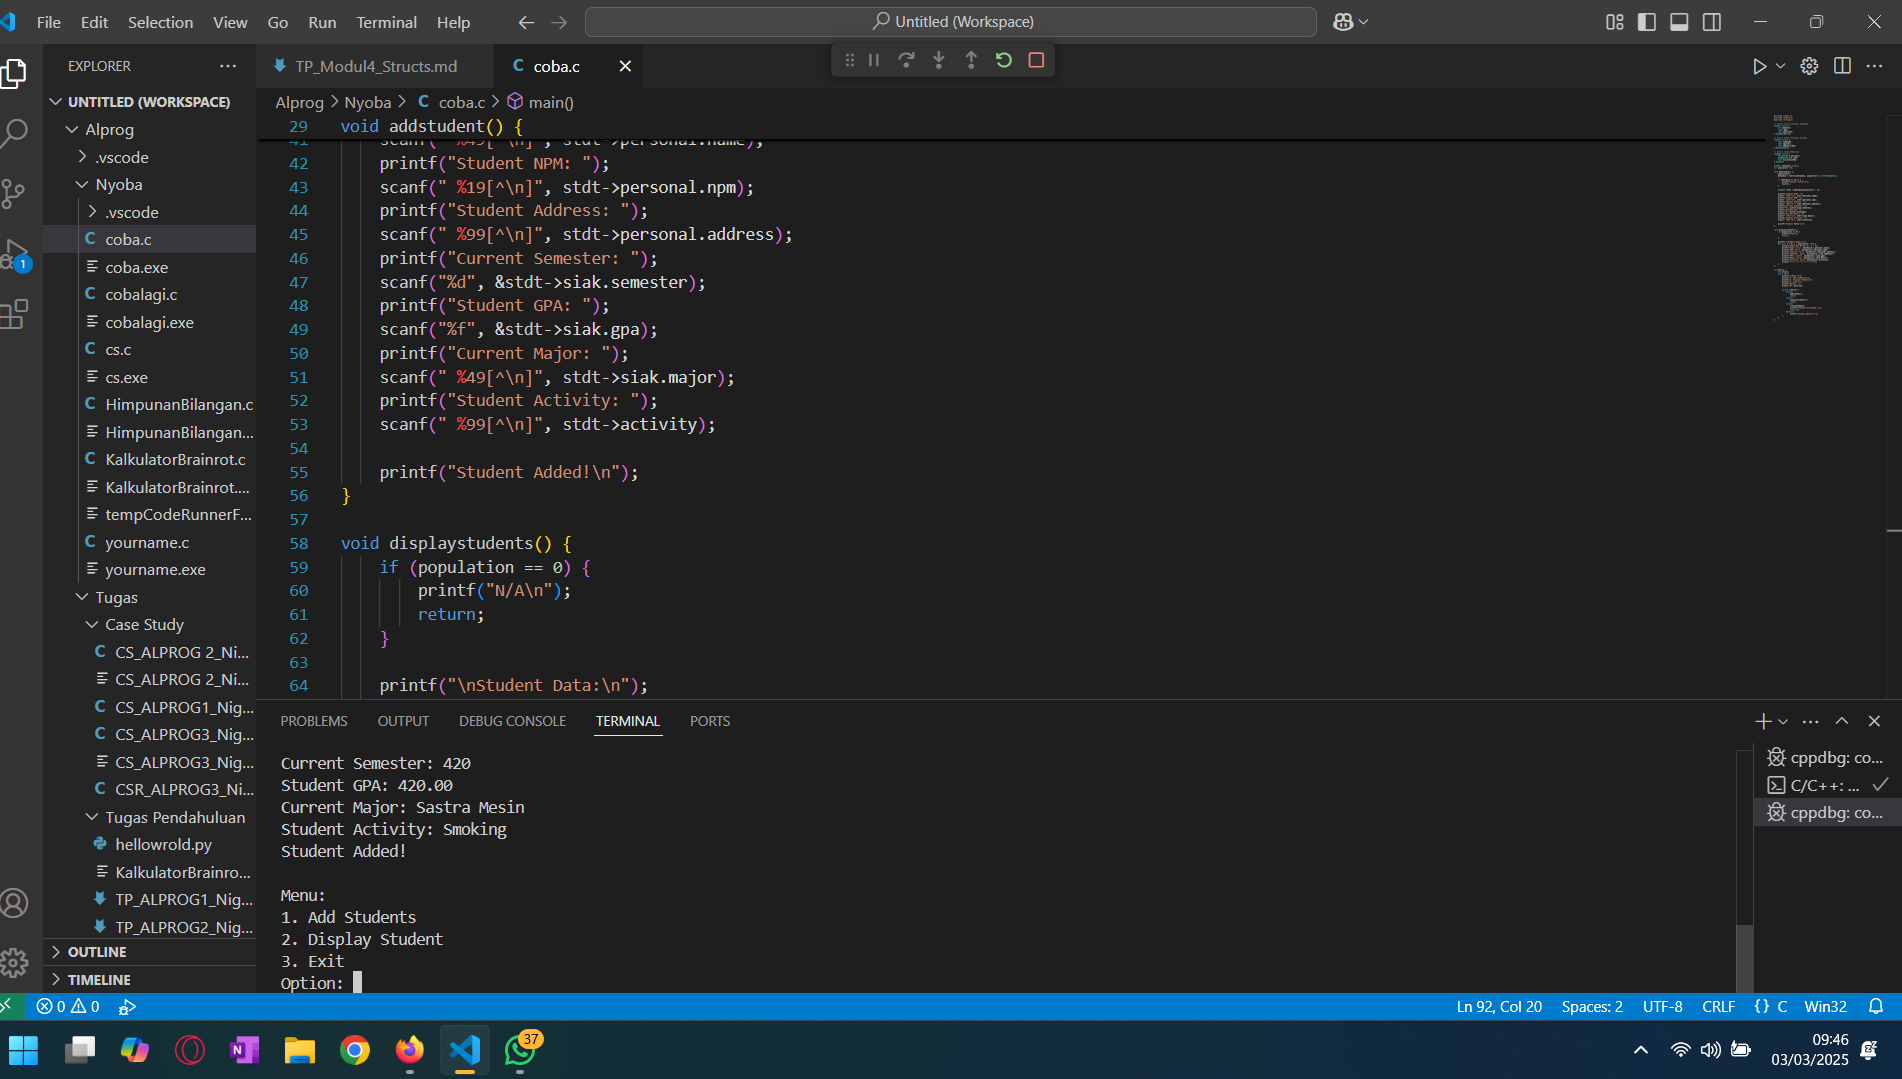 File Edit Selection View Go Run Terminal Help
Untitled (Workspace)
EXPLORER
TP_Modul4_Structs.md
C coba.c
UNTITLED (WORKSPACE)
Alprog
.vscode
Nyoba
.vscode
C coba.c
coba.exe
C cobalagi.c
cobalagi.exe
C cs.c
cs.exe
C HimpunanBilangan.c
HimpunanBilangan...
C KalkulatorBrainrot.c
KalkulatorBrainrot....
tempCodeRunnerF...
C yourname.c
yourname.exe
Tugas
Case Study
C CS_ALPROG 2_Ni...
CS_ALPROG 2_Ni...
C CS_ALPROG1_Nig...
C CS_ALPROG3_Nig...
CS_ALPROG3_Nig...
C CSR_ALPROG3_Ni...
Tugas Pendahuluan
hellowrold.py
KalkulatorBrainro...
TP_ALPROG1_Nig...
TP_ALPROG2_Nig...
OUTLINE
TIMELINE
1
Alprog > Nyoba > C coba.c > main()
29 void addstudent() {
41 scanf(" %49[^\n]", stdt->personal.name);
42 printf("Student NPM: ");
43 scanf(" %19[^\n]", stdt->personal.npm);
44 printf("Student Address: ");
45 scanf(" %99[^\n]", stdt->personal.address);
46 printf("Current Semester: ");
47 scanf("%d", &stdt->siak.semester);
48 printf("Student GPA: ");
49 scanf("%f", &stdt->siak.gpa);
50 printf("Current Major: ");
51 scanf(" %49[^\n]", stdt->siak.major);
52 printf("Student Activity: ");
53 scanf(" %99[^\n]", stdt->activity);
54
55 printf("Student Added!\n");
56 }
57
58 void displaystudents() {
59 if (population == 0) {
60 printf("N/A\n");
61 return;
62 }
63
64 printf("\nStudent Data:\n");
PROBLEMS OUTPUT DEBUG CONSOLE TERMINAL PORTS
Current Semester: 420
Student GPA: 420.00
Current Major: Sastra Mesin
Student Activity: Smoking
Student Added!
Menu:
1. Add Students
2. Display Student
3. Exit
Option:
cppdbg: co...
C/C++: ...
cppdbg: co...
0 0
Ln 92, Col 20 Spaces: 2 UTF-8 CRLF {} C Win32
37
09:46
03/03/2025